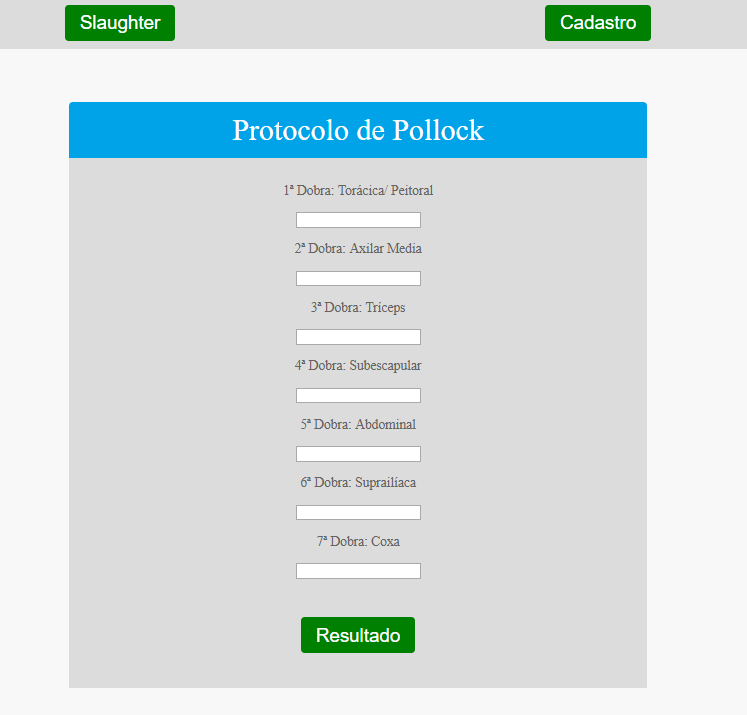 Slaughter
Cadastro
Protocolo de Pollock
1ª Dobra: Torácica/ Peitoral
2ª Dobra: Axilar Media
3ª Dobra: Tríceps
4ª Dobra: Subescapular
5ª Dobra: Abdominal
6ª Dobra: Suprailíaca
7ª Dobra: Coxa
Resultado